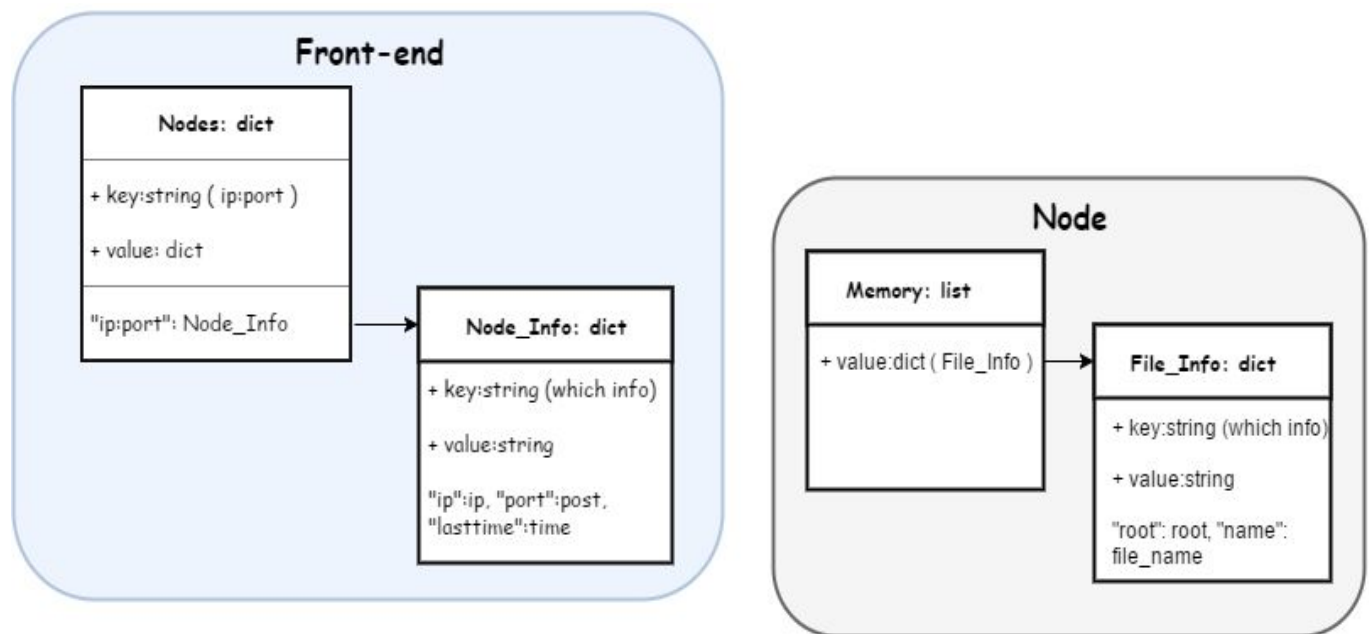 Front-end
Nodes: dict
+ key:string ( ip:port )
+ value: dict
"ip:port": Node_Info
Node_Info: dict
+ key:string (which info)
+ value:string
"ip":ip, "port":post,
"lasttime":time
Node
Memory: list
+ value:dict ( File_Info )
File_Info: dict
+ key:string (which info)
+ value:string
"root": root, "name":
file_name